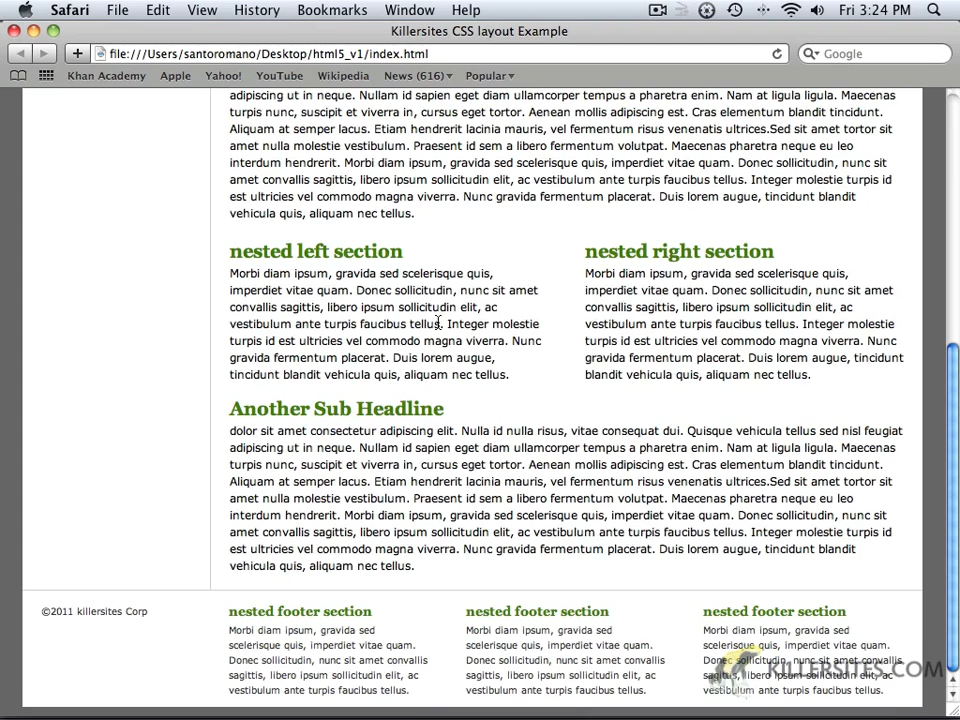 Safari File Edit View History Bookmarks Window Help Fri 3:24 PM
Killersites CSS layout Example
file:///Users/santoromano/Desktop/html5_v1/index.html Google
Khan Academy Apple Yahoo! YouTube Wikipedia News (616) Popular
adipiscing ut in neque. Nullam id sapien eget diam ullamcorper tempus a pharetra enim. Nam at ligula ligula. Maecenas
turpis nunc, suscipit et viverra in, cursus eget tortor. Aenean mollis adipiscing est. Cras elementum blandit tincidunt.
Aliquam at semper lacus. Etiam hendrerit lacinia mauris, vel fermentum risus venenatis ultrices.Sed sit amet tortor sit
amet nulla molestie vestibulum. Praesent id sem a libero fermentum volutpat. Maecenas pharetra neque eu leo
interdum hendrerit. Morbi diam ipsum, gravida sed scelerisque quis, imperdiet vitae quam. Donec sollicitudin, nunc sit
amet convallis sagittis, libero ipsum sollicitudin elit, ac vestibulum ante turpis faucibus tellus. Integer molestie turpis id
est ultricies vel commodo magna viverra. Nunc gravida fermentum placerat. Duis lorem augue, tincidunt blandit
vehicula quis, aliquam nec tellus.
nested left section
Morbi diam ipsum, gravida sed scelerisque quis,
imperdiet vitae quam. Donec sollicitudin, nunc sit amet
convallis sagittis, libero ipsum sollicitudin elit, ac
vestibulum ante turpis faucibus tellus. Integer molestie
turpis id est ultricies vel commodo magna viverra. Nunc
gravida fermentum placerat. Duis lorem augue,
tincidunt blandit vehicula quis, aliquam nec tellus.
nested right section
Morbi diam ipsum, gravida sed scelerisque quis,
imperdiet vitae quam. Donec sollicitudin, nunc sit amet
convallis sagittis, libero ipsum sollicitudin elit, ac
vestibulum ante turpis faucibus tellus. Integer molestie
turpis id est ultricies vel commodo magna viverra. Nunc
gravida fermentum placerat. Duis lorem augue,
tincidunt blandit vehicula quis, aliquam nec tellus.
Another Sub Headline
dolor sit amet consectetur adipiscing elit. Nulla id nulla risus, vitae consequat dui. Quisque vehicula tellus sed nisl feugiat
adipiscing ut in neque. Nullam id sapien eget diam ullamcorper tempus a pharetra enim. Nam at ligula ligula. Maecenas
turpis nunc, suscipit et viverra in, cursus eget tortor. Aenean mollis adipiscing est. Cras elementum blandit tincidunt.
Aliquam at semper lacus. Etiam hendrerit lacinia mauris, vel fermentum risus venenatis ultrices.Sed sit amet tortor sit
amet nulla molestie vestibulum. Praesent id sem a libero fermentum volutpat. Maecenas pharetra neque eu leo
interdum hendrerit. Morbi diam ipsum, gravida sed scelerisque quis, imperdiet vitae quam. Donec sollicitudin, nunc sit
amet convallis sagittis, libero ipsum sollicitudin elit, ac vestibulum ante turpis faucibus tellus. Integer molestie turpis id
est ultricies vel commodo magna viverra. Nunc gravida fermentum placerat. Duis lorem augue, tincidunt blandit
vehicula quis, aliquam nec tellus.
©2011 killersites Corp
nested footer section
Morbi diam ipsum, gravida sed
scelerisque quis, imperdiet vitae quam.
Donec sollicitudin, nunc sit amet convallis
sagittis, libero ipsum sollicitudin elit, ac
vestibulum ante turpis faucibus tellus.
nested footer section
Morbi diam ipsum, gravida sed
scelerisque quis, imperdiet vitae quam.
Donec sollicitudin, nunc sit amet convallis
sagittis, libero ipsum sollicitudin elit, ac
vestibulum ante turpis faucibus tellus.
nested footer section
Morbi diam ipsum, gravida sed
scelerisque quis, imperdiet vitae quam.
Donec sollicitudin, nunc sit amet convallis
sagittis, libero ipsum sollicitudin elit, ac
vestibulum ante turpis faucibus tellus.
KILLERSITES.COM